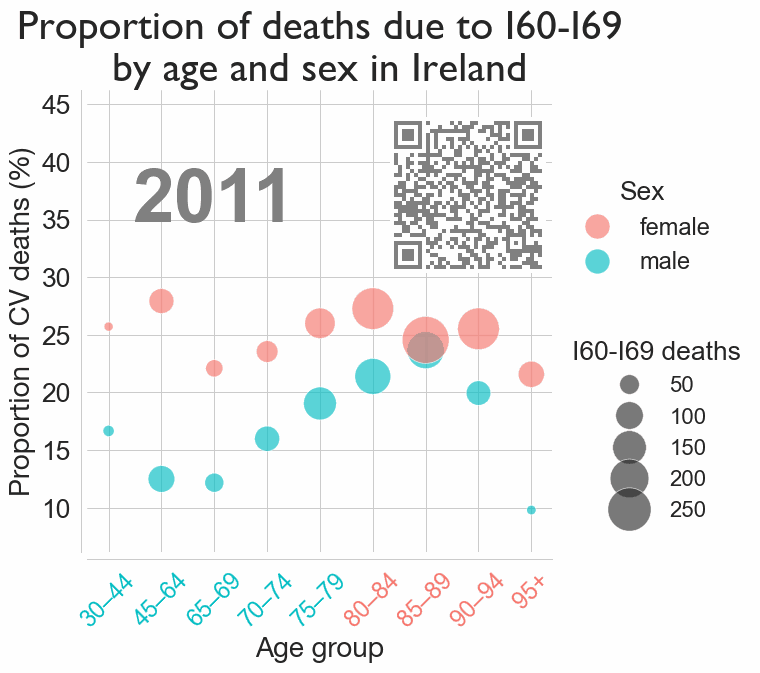 Proportion of deaths due to I60-I69
by age and sex in Ireland
Proportion of CV deaths (%)
45
40
35
30
25
20
15
10
2011
30–44
45–64
65–69
70–74
75–79
80–84
85–89
90–94
95+
Age group
Sex
female
male
I60-I69 deaths
50
100
150
200
250